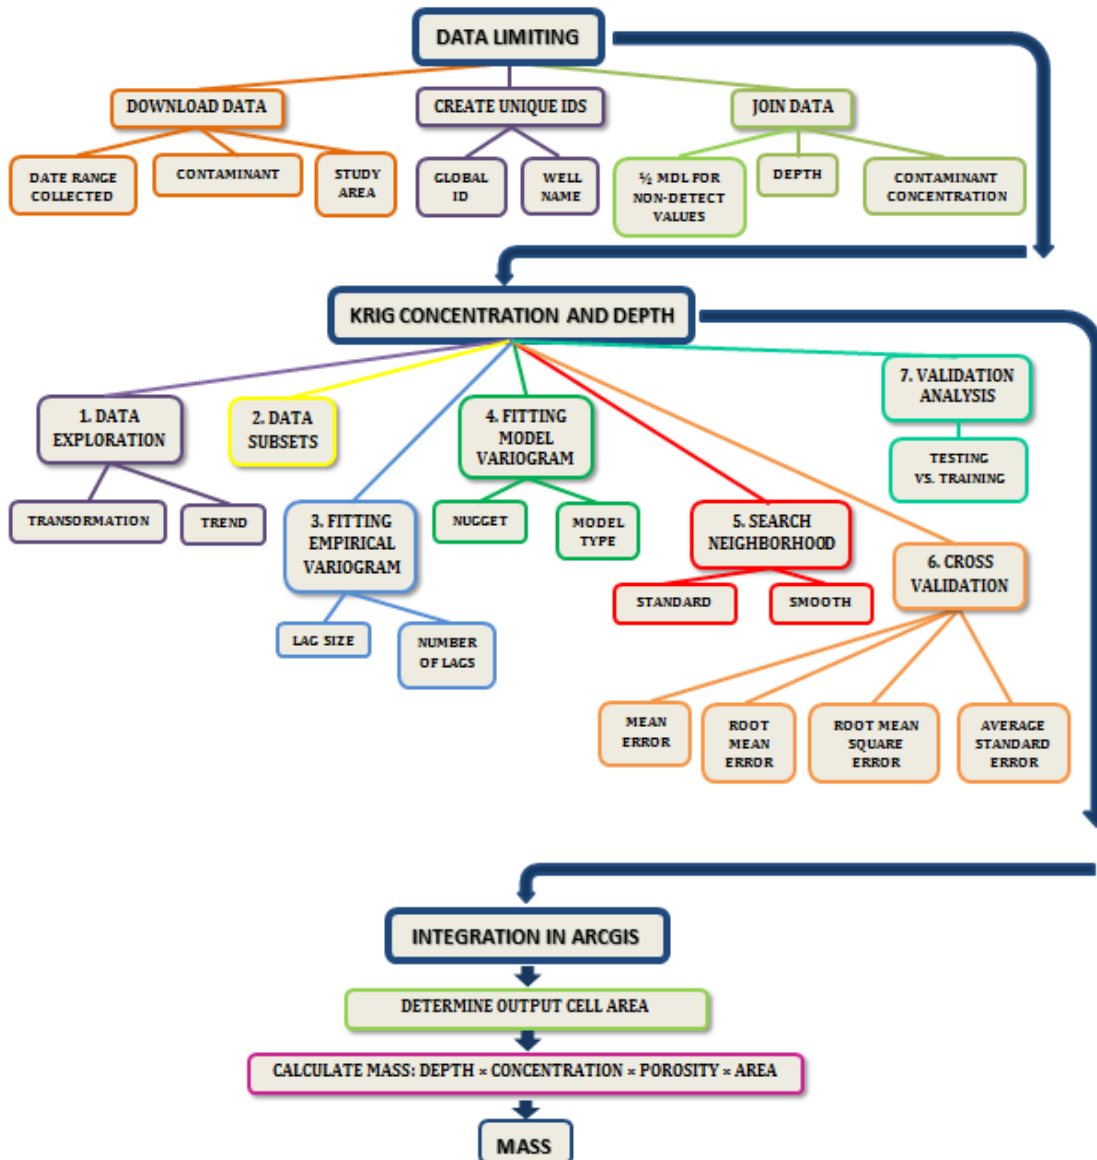 DATA LIMITING
DOWNLOAD DATA
CREATE UNIQUE IDS
JOIN DATA
DATE RANGE
COLLECTED
CONTAMINANT
STUDY
AREA
GLOBAL
ID
WELL
NAME
½ MDL FOR
NON-DETECT
VALUES
DEPTH
CONTAMINANT
CONCENTRATION
KRIG CONCENTRATION AND DEPTH
1. DATA
EXPLORATION
TRANSORMATION
TREND
2. DATA
SUBSETS
3. FITTING
EMPIRICAL
VARIOGRAM
LAG SIZE
NUMBER
OF LAGS
4. FITTING
MODEL
VARIOGRAM
NUGGET
MODEL
TYPE
5. SEARCH
NEIGHBORHOOD
STANDARD
SMOOTH
6. CROSS
VALIDATION
MEAN
ERROR
ROOT
MEAN
ERROR
ROOT MEAN
SQUARE
ERROR
AVERAGE
STANDARD
ERROR
7. VALIDATION
ANALYSIS
TESTING
VS. TRAINING
INTEGRATION IN ARCGIS
DETERMINE OUTPUT CELL AREA
CALCULATE MASS: DEPTH × CONCENTRATION × POROSITY × AREA
MASS